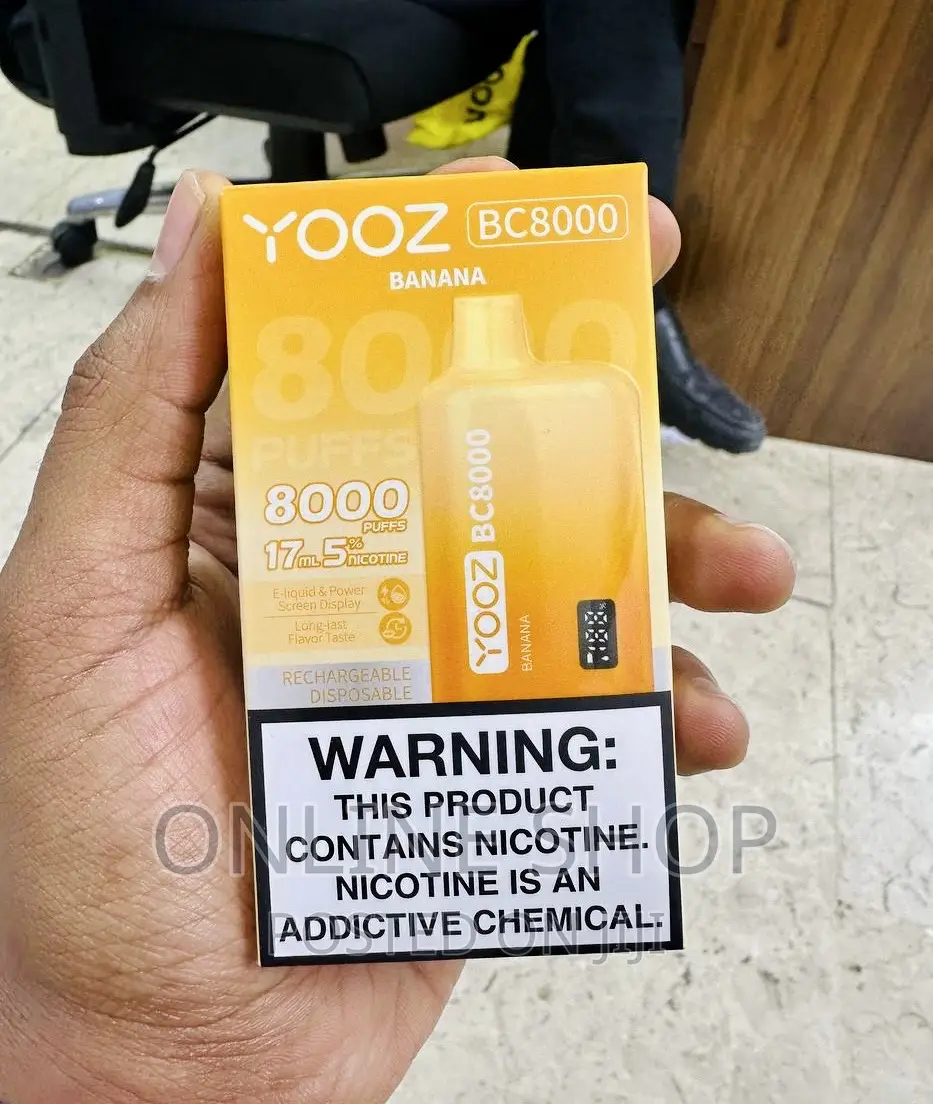 YOOZ BC8000
BANANA
8000
PUFFS
8000
PUFFS
17mL 5% NICOTINE
E-liquid & Power
Screen Display
Long-last
Flavor Taste
RECHARGEABLE
DISPOSABLE
YOOZ BC8000
BANANA
WARNING:
THIS PRODUCT
CONTAINS NICOTINE.
NICOTINE IS AN
ADDICTIVE CHEMICAL.
ONLINE SHOP
POSTED ON JIJI